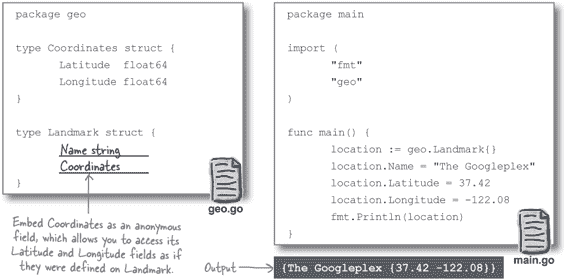 package geo
type Coordinates struct {
Latitude float64
Longitude float64
}
type Landmark struct {
Name string
Coordinates
}
geo.go
Embed Coordinates as an anonymous
field, which allows you to access its
Latitude and Longitude fields as if
they were defined on Landmark.
package main
import (
"fmt"
"geo"
)
func main() {
location := geo.Landmark{}
location.Name = "The Googleplex"
location.Latitude = 37.42
location.Longitude = -122.08
fmt.Println(location)
}
main.go
Output
{The Googleplex {37.42 -122.08}}